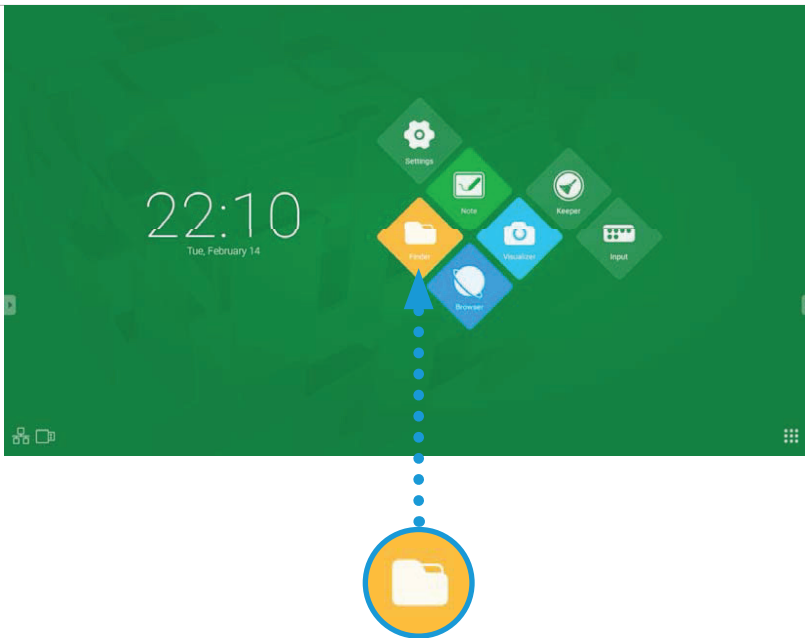 22:10
Tue, February 14
Settings
Note
Keeper
Finder
Visualizer
Input
Browser